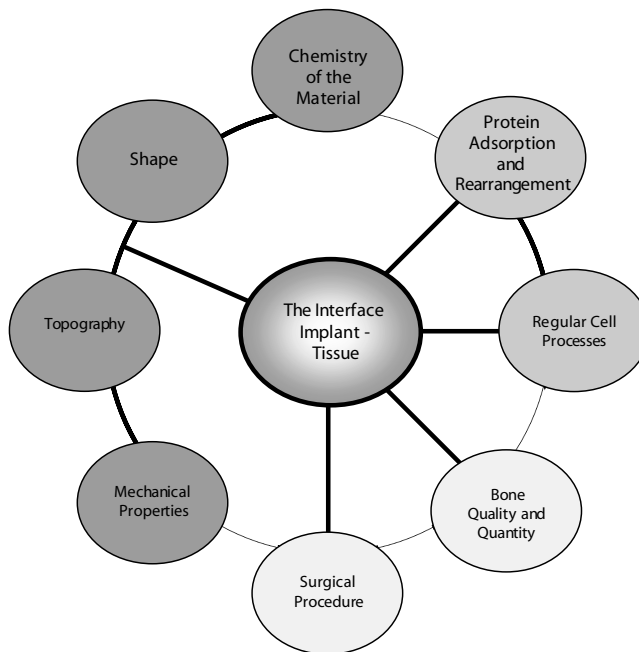 Chemistry
of the
Material
Protein
Adsorption
and
Rearrangement
Shape
The Interface
Implant -
Tissue
Topography
Regular Cell
Processes
Mechanical
Properties
Bone
Quality and
Quantity
Surgical
Procedure